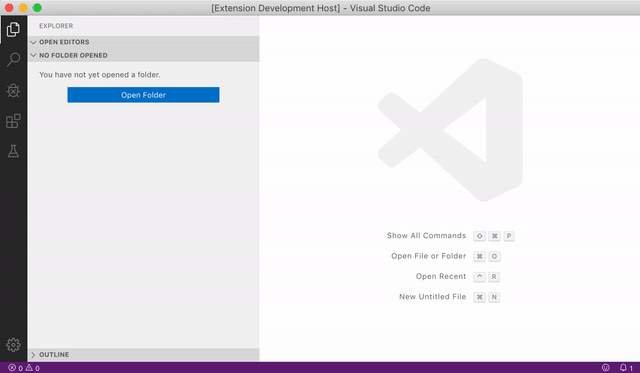 [Extension Development Host] - Visual Studio Code
EXPLORER
OPEN EDITORS
NO FOLDER OPENED
You have not yet opened a folder.
Open Folder
Show All Commands ⇧ ⌘ P
Open File or Folder ⌘ O
Open Recent ^ R
New Untitled File ⌘ N
OUTLINE
0 0 1